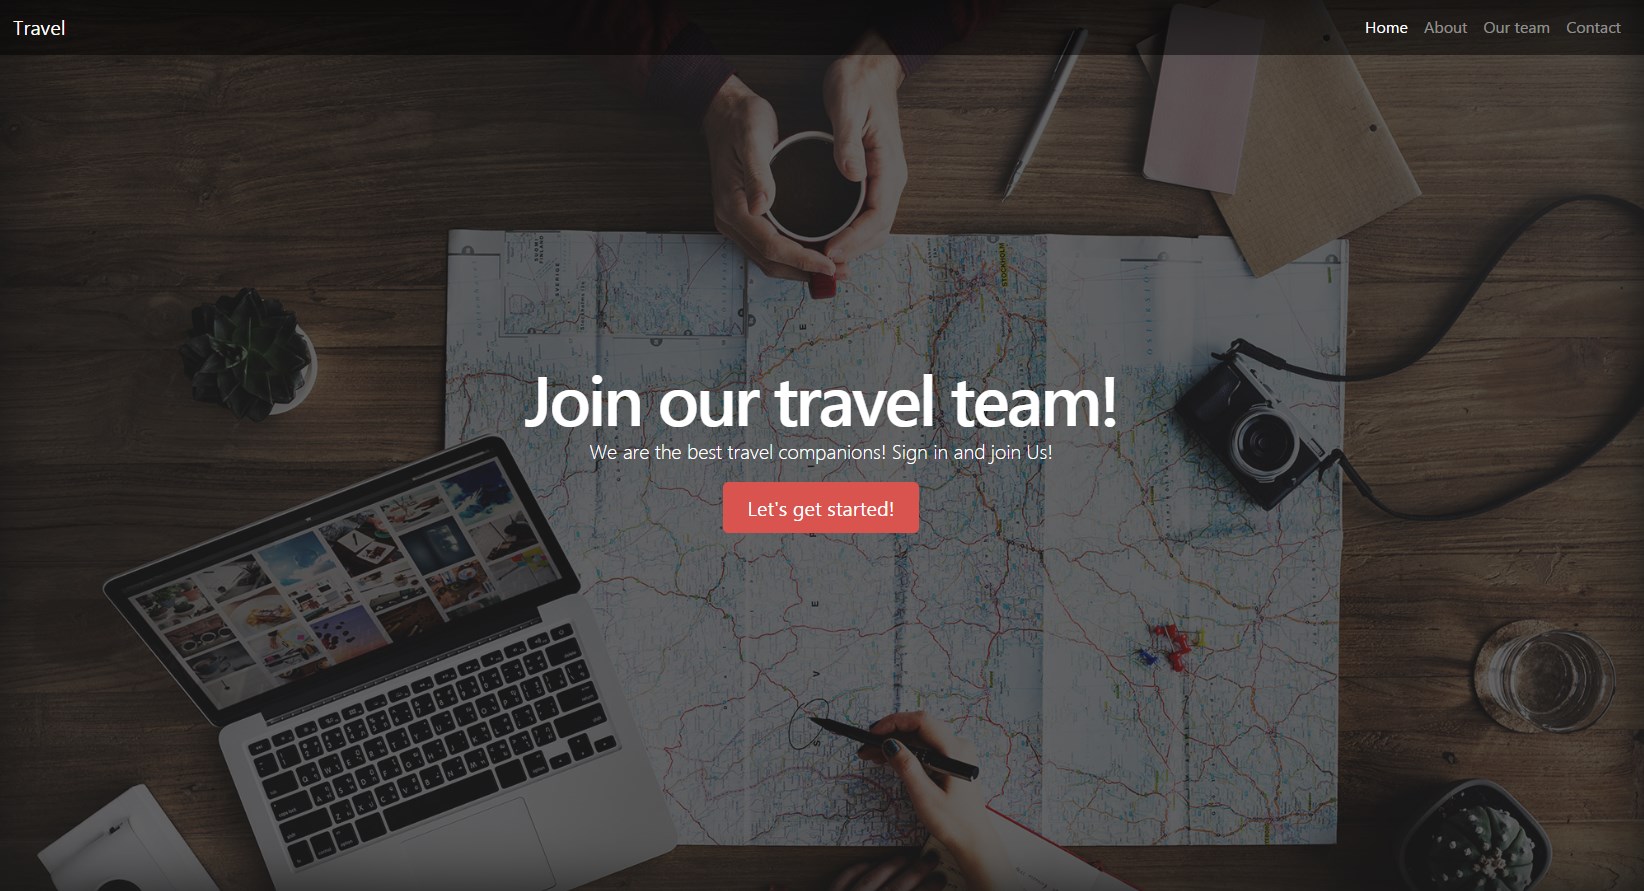 Travel
Home About Our team Contact
STOCKHOLM
Join our travel team!
We are the best travel companions! Sign in and join Us!
Let's get started!